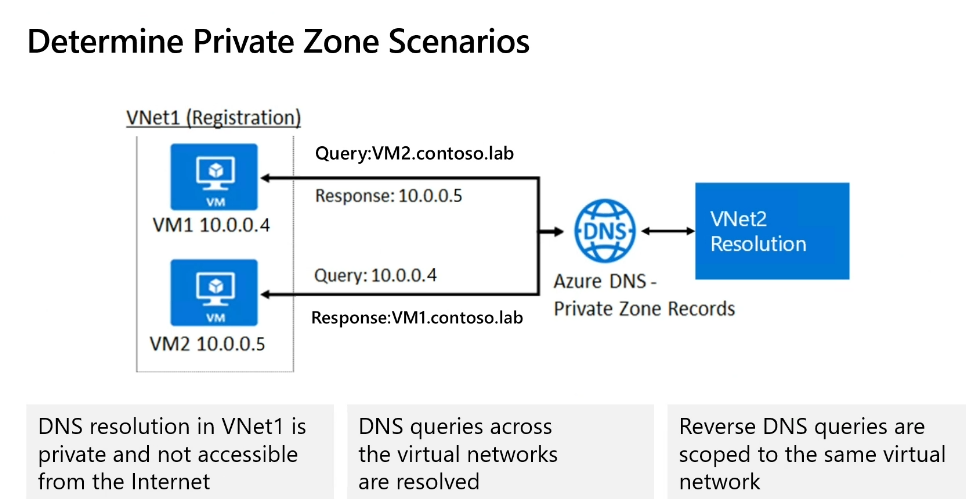 Determine Private Zone Scenarios
VNet1 (Registration)
VM
VM1 10.0.0.4
VM
VM2 10.0.0.5
Query:VM2.contoso.lab
Response: 10.0.0.5
Query: 10.0.0.4
Response:VM1.contoso.lab
DNS
Azure DNS -
Private Zone Records
VNet2
Resolution
DNS resolution in VNet1 is
private and not accessible
from the Internet
DNS queries across
the virtual networks
are resolved
Reverse DNS queries are
scoped to the same virtual
network